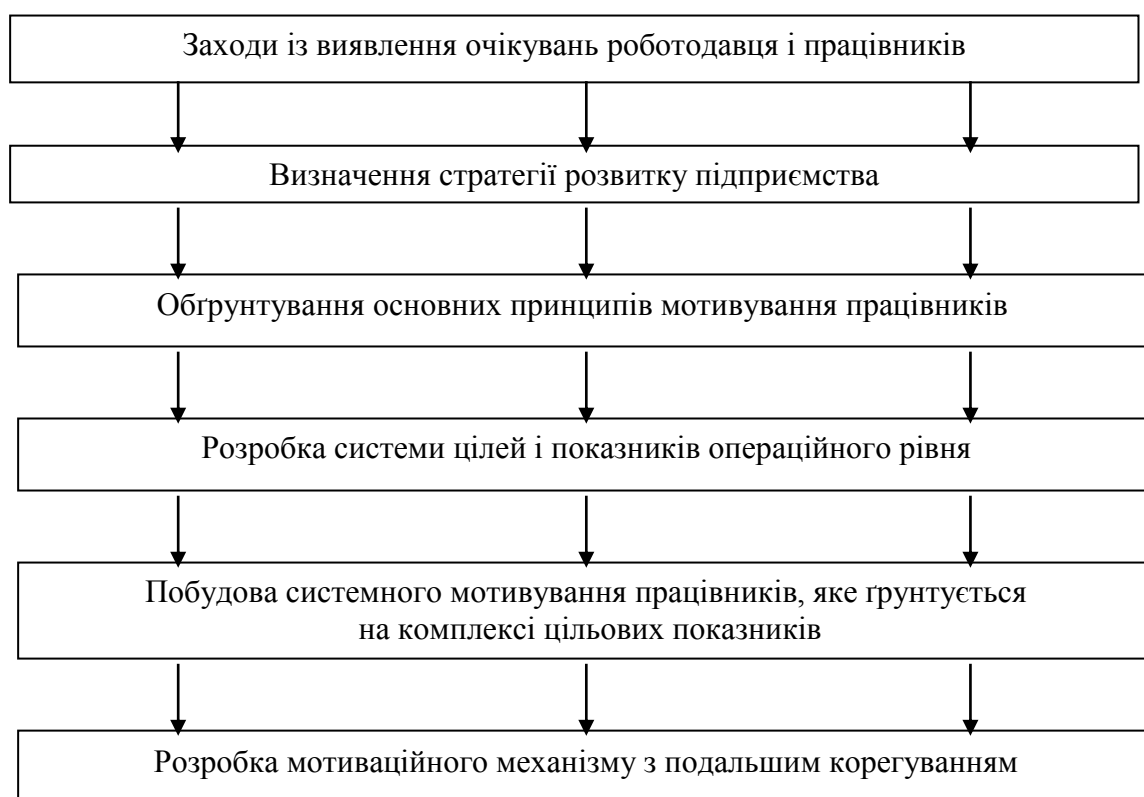 Заходи із виявлення очікувань роботодавця і працівників
Визначення стратегії розвитку підприємства
Обґрунтування основних принципів мотивування працівників
Розробка системи цілей і показників операційного рівня
Побудова системного мотивування працівників, яке ґрунтується
на комплексі цільових показників
Розробка мотиваційного механізму з подальшим корегуванням